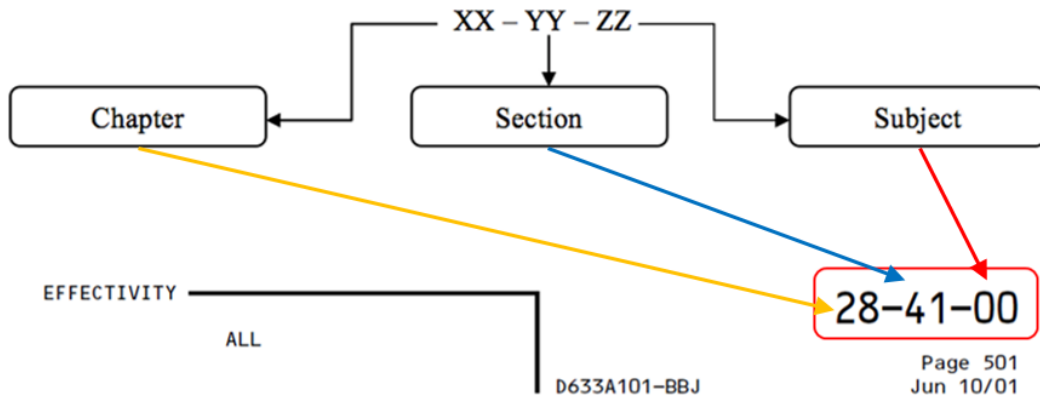 XX – YY – ZZ
Chapter
Section
Subject
EFFECTIVITY
ALL
28-41-00
Page 501
D633A101-BBJ
Jun 10/01